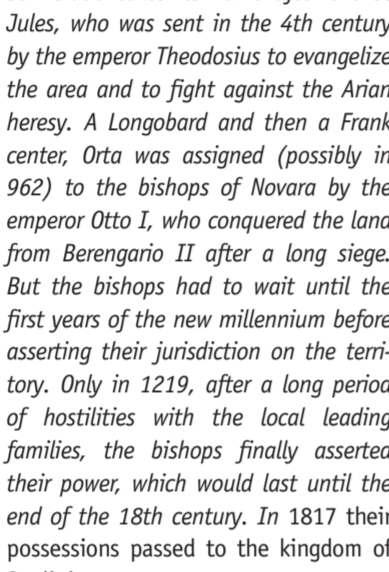 Jules, who was sent in the 4th century
by the emperor Theodosius to evangelize
the area and to fight against the Arian
heresy. A Longobard and then a Frank
center, Orta was assigned (possibly in
962) to the bishops of Novara by the
emperor Otto I, who conquered the land
from Berengario II after a long siege.
But the bishops had to wait until the
first years of the new millennium before
asserting their jurisdiction on the terri-
tory. Only in 1219, after a long period
of hostilities with the local leading
families, the bishops finally asserted
their power, which would last until the
end of the 18th century. In 1817 their
possessions passed to the kingdom of